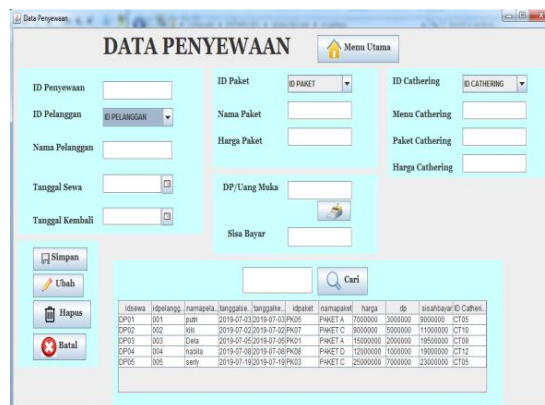 Data Penyewaan
DATA PENYEWAAN
Menu Utama
ID Penyewaan
ID Pelanggan
ID PELANGGAN
Nama Pelanggan
Tanggal Sewa
Tanggal Kembali
ID Paket
ID PAKET
Nama Paket
Harga Paket
DP/Uang Muka
Sisa Bayar
ID Cathering
ID CATHERING
Menu Cathering
Paket Cathering
Harga Cathering
Simpan
Ubah
Hapus
Batal
Cari
idsewa idpelangg... namapela... tanggalse... tanggalke... idpaket namapaket harga dp sisahbayar ID Catheri...
DP01 001 putri 2019-07-03 2019-07-03 PK05 PAKET A 7000000 3000000 9000000 CT05
DP02 002 kiki 2019-07-02 2019-07-02 PK07 PAKET C 9000000 5000000 11000000 CT10
DP03 003 Dela 2019-07-05 2019-07-05 PK01 PAKET A 15000000 2000000 19500000 CT09
DP04 004 nabila 2019-07-08 2019-07-08 PK08 PAKET D 12000000 1000000 19000000 CT12
DP05 005 serly 2019-07-19 2019-07-19 PK03 PAKET C 25000000 7000000 23000000 CT05